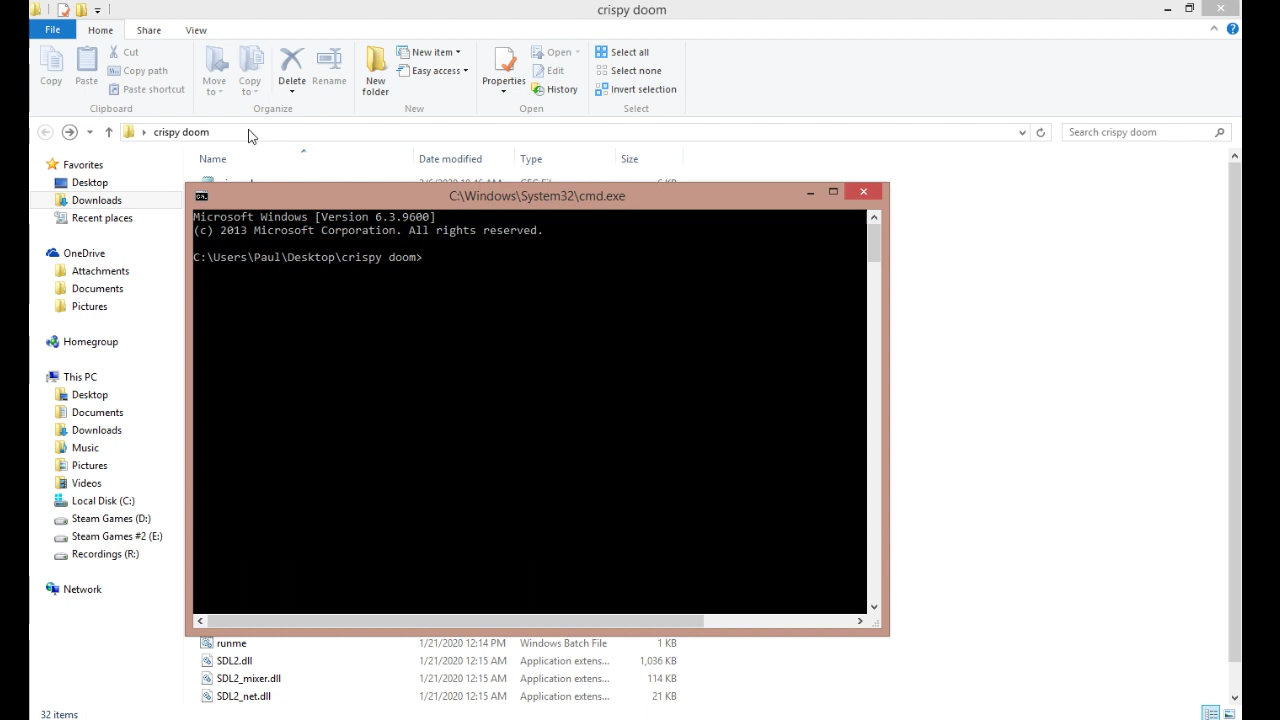 crispy doom
File
Home
Share
View
Copy
Paste
Cut
Copy path
Paste shortcut
Clipboard
Move to
Copy to
Delete
Rename
Organize
New folder
New item
Easy access
New
Properties
Open
Edit
History
Open
Select all
Select none
Invert selection
Select
crispy doom
Search crispy doom
Name
Date modified
Type
Size
Favorites
Desktop
Downloads
Recent places
OneDrive
Attachments
Documents
Pictures
Homegroup
This PC
Desktop
Documents
Downloads
Music
Pictures
Videos
Local Disk (C:)
Steam Games (D:)
Steam Games #2 (E:)
Recordings (R:)
Network
C:\Windows\System32\cmd.exe
Microsoft Windows [Version 6.3.9600]
(c) 2013 Microsoft Corporation. All rights reserved.
C:\Users\Paul\Desktop\crispy doom>
runme 1/21/2020 12:14 PM Windows Batch File 1 KB
SDL2.dll 1/21/2020 12:15 AM Application extens... 1,036 KB
SDL2_mixer.dll 1/21/2020 12:15 AM Application extens... 114 KB
SDL2_net.dll 1/21/2020 12:15 AM Application extens... 21 KB
32 items